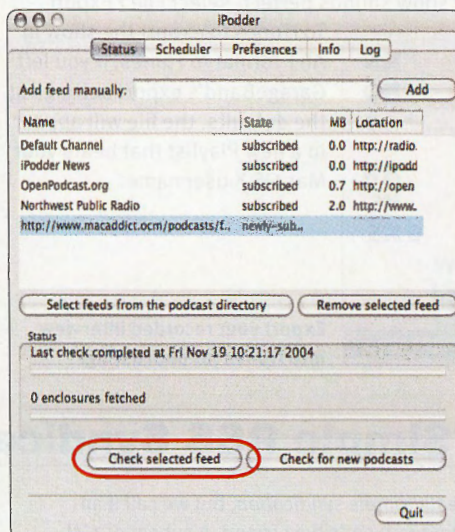 iPodder
Status Scheduler Preferences Info Log
Add feed manually: Add
Name State MB Location
Default Channel subscribed 0.0 http://radio.
iPodder News subscribed 0.0 http://ipodd
OpenPodcast.org subscribed 0.7 http://open
Northwest Public Radio subscribed 2.0 http://www.
http://www.macaddict.ocm/podcasts/f.. newly-sub..
Select feeds from the podcast directory Remove selected feed
Status
Last check completed at Fri Nov 19 10:21:17 2004
0 enclosures fetched
Check selected feed Check for new podcasts
Quit